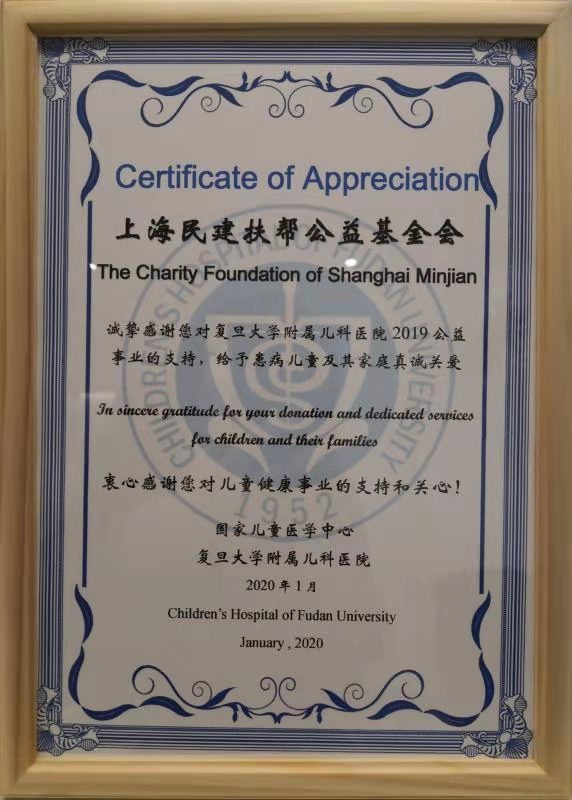 Certificate of Appreciation
上海民建扶帮公益基金会
The Charity Foundation of Shanghai Minjian
诚挚感谢您对复旦大学附属儿科医院2019公益
事业的支持，给予患病儿童及其家庭真诚关爱
In sincere gratitude for your donation and dedicated services
for children and their families
衷心感谢您对儿童健康事业的支持和关心！
国家儿童医学中心
复旦大学附属儿科医院
2020年1月
Children's Hospital of Fudan University
January , 2020
CHILDREN'S HOSPITAL OF FUDAN UNIVERSITY
1952